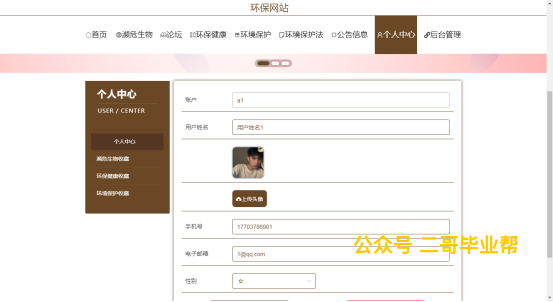 环保网站
首页 濒危生物 论坛 环保健康 环境保护 环境保护法 公告信息 个人中心 后台管理
个人中心
USER / CENTER
个人中心
濒危生物收藏
环保健康收藏
环境保护收藏
账户 a1
用户姓名 用户姓名1
上传头像
手机号 17703786901
电子邮箱 1@qq.com
性别 女
公众号 二哥毕业帮